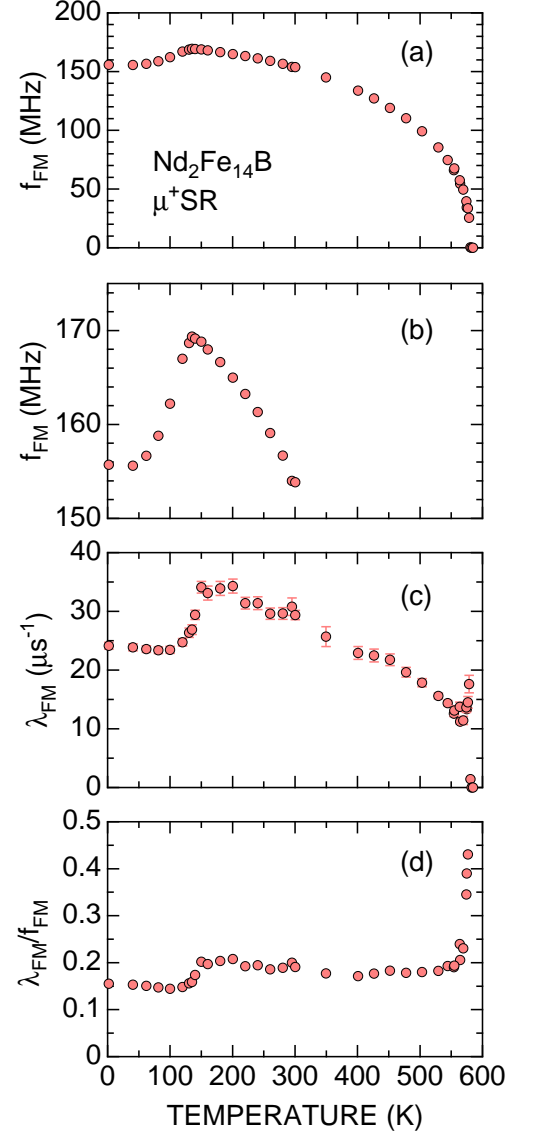 200
150
100
50
0
f_FM (MHz)
(a)
Nd₂Fe₁₄B
μ⁺SR
170
160
150
f_FM (MHz)
(b)
40
30
20
10
0
λ_FM (μs⁻¹)
(c)
0.5
0.4
0.3
0.2
0.1
0
λ_FM/f_FM
(d)
0 100 200 300 400 500 600
TEMPERATURE (K)